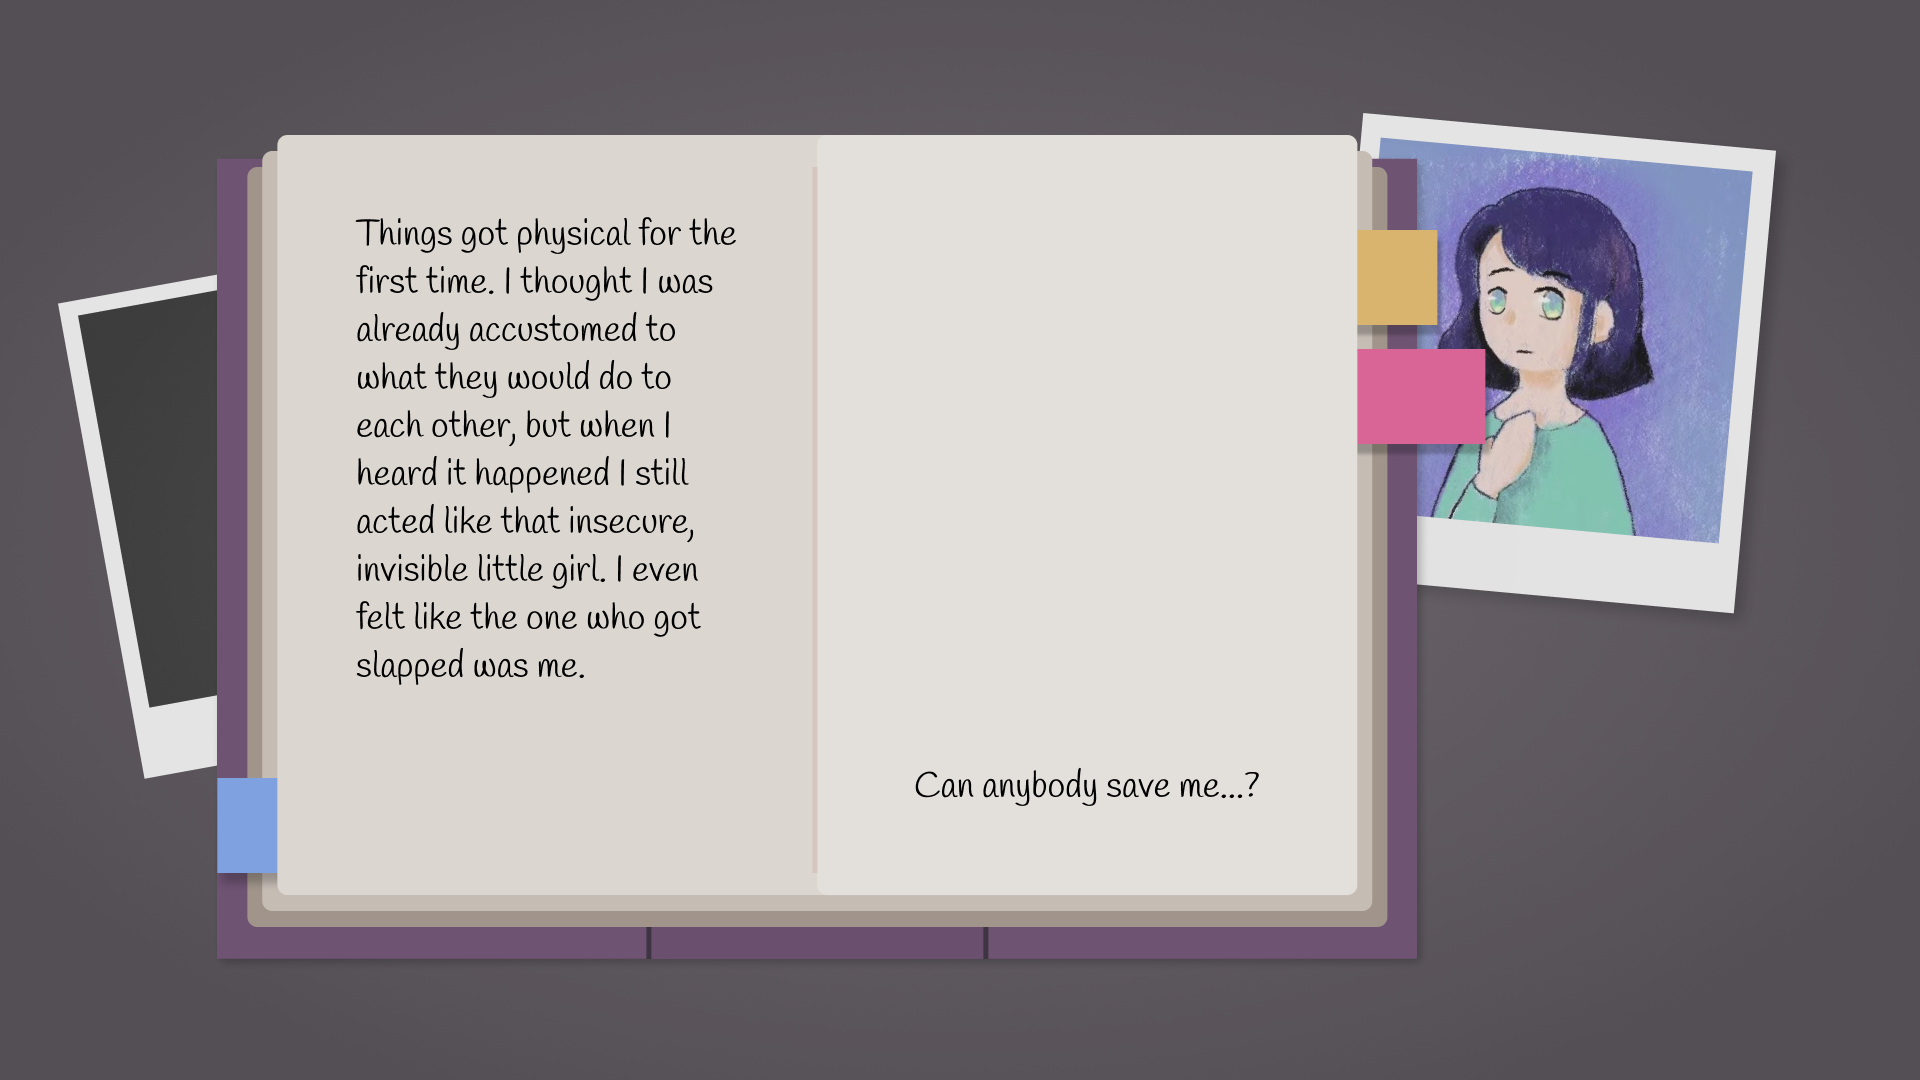 Things got physical for the
first time. I thought I was
already accustomed to
what they would do to
each other, but when I
heard it happened I still
acted like that insecure,
invisible little girl. I even
felt like the one who got
slapped was me.
Can anybody save me...?